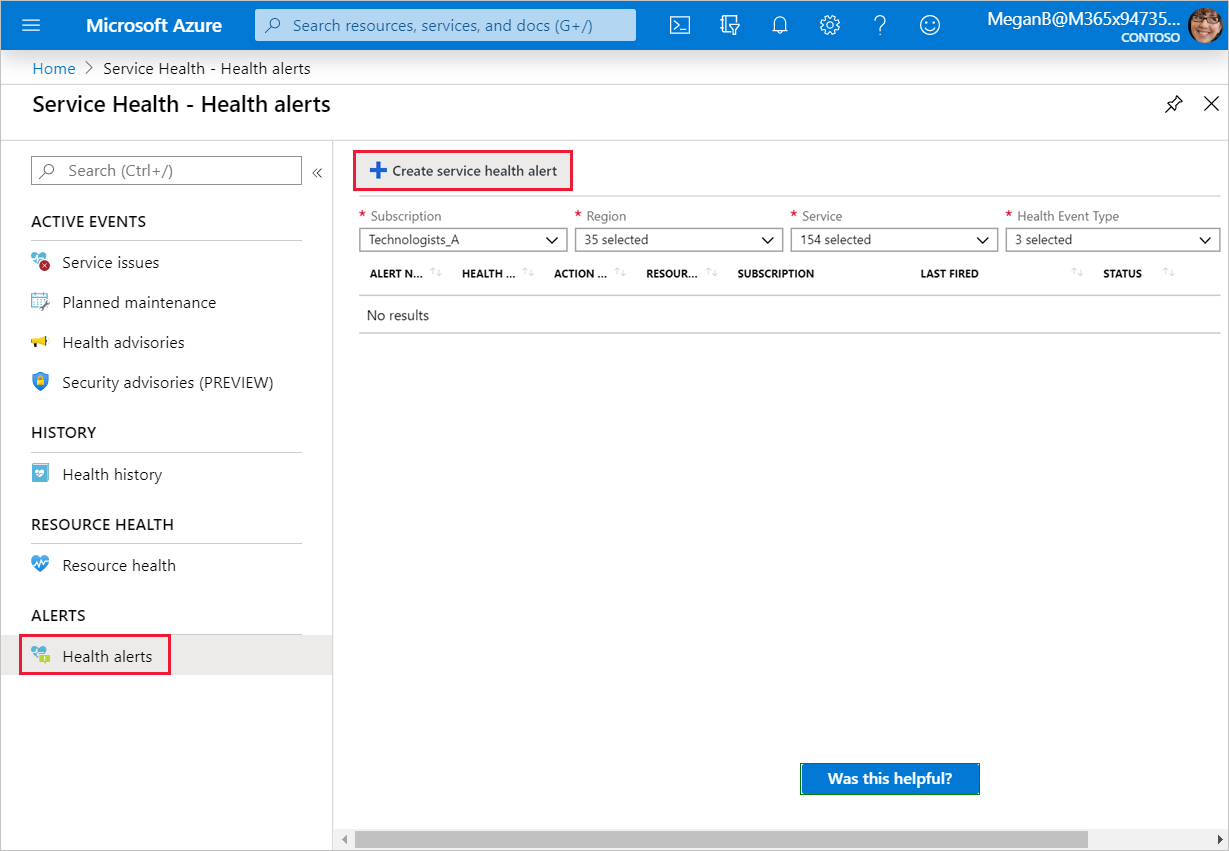 Microsoft Azure
Search resources, services, and docs (G+/)
MeganB@M365x94735...
CONTOSO
Home > Service Health - Health alerts
Service Health - Health alerts
Search (Ctrl+/)
«
ACTIVE EVENTS
Service issues
Planned maintenance
Health advisories
Security advisories (PREVIEW)
HISTORY
Health history
RESOURCE HEALTH
Resource health
ALERTS
Health alerts
Create service health alert
* Subscription * Region * Service * Health Event Type
Technologists_A 35 selected 154 selected 3 selected
ALERT N... HEALTH ... ACTION ... RESOUR... SUBSCRIPTION LAST FIRED STATUS
No results
Was this helpful?